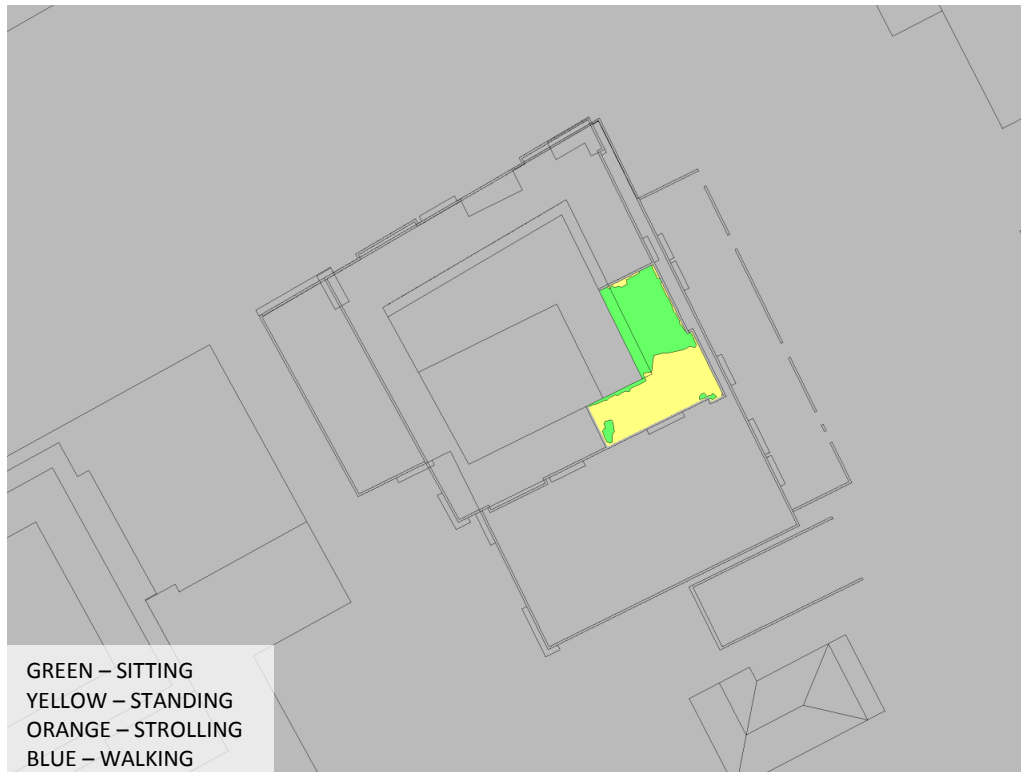 GREEN – SITTING
YELLOW – STANDING
ORANGE – STROLLING
BLUE – WALKING